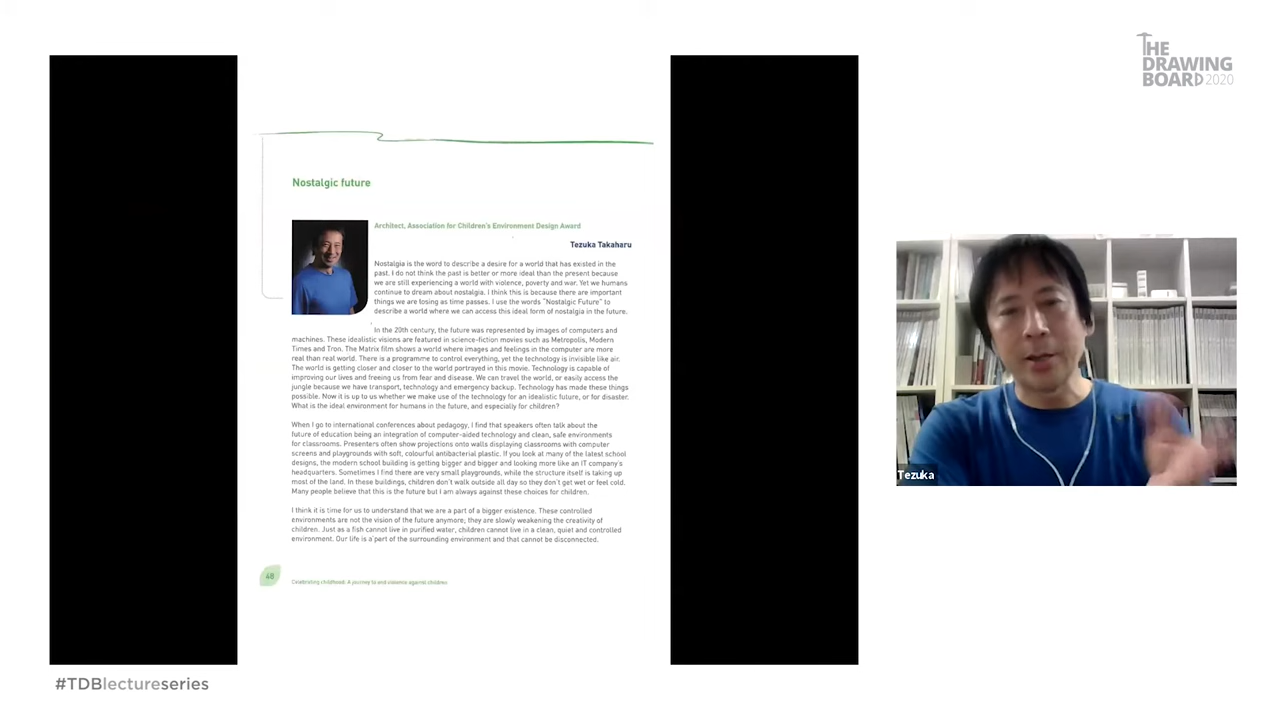 THE
DRAWING
BOARD 2020
Nostalgic future
Architect, Association for Children's Environment Design Award
Tezuka Takaharu
Nostalgia is the word to describe a desire for a world that has existed in the
past. I do not think the past is better or more ideal than the present because
we are still experiencing a world with violence, poverty and war. Yet we humans
continue to dream about nostalgia. I think this is because there are important
things we are losing as time passes. I use the words "Nostalgic Future" to
describe a world where we can access this ideal form of nostalgia in the future.
In the 20th century, the future was represented by images of computers and
machines. These idealistic visions are featured in science-fiction movies such as Metropolis, Modern
Times and Tron. The Matrix film shows a world where images and feelings in the computer are more
real than real world. There is a programme to control everything, yet the technology is invisible like air.
The world is getting closer and closer to the world portrayed in this movie. Technology is capable of
improving our lives and freeing us from fear and disease. We can travel the world, or easily access the
jungle because we have transport, technology and emergency backup. Technology has made these things
possible. Now it is up to us whether we make use of the technology for an idealistic future, or for disaster.
What is the ideal environment for humans in the future, and especially for children?
When I go to international conferences about pedagogy, I find that speakers often talk about the
future of education being an integration of computer-aided technology and clean, safe environments
for classrooms. Presenters often show projections onto walls displaying classrooms with computer
screens and playgrounds with soft, colourful antibacterial plastic. If you look at many of the latest school
designs, the modern school building is getting bigger and bigger and looking more like an IT company's
headquarters. Sometimes I find there are very small playgrounds, while the structure itself is taking up
most of the land. In these buildings, children don't walk outside all day so they don't get wet or feel cold.
Many people believe that this is the future but I am always against these choices for children.
I think it is time for us to understand that we are a part of a bigger existence. These controlled
environments are not the vision of the future anymore; they are slowly weakening the creativity of
children. Just as a fish cannot live in purified water, children cannot live in a clean, quiet and controlled
environment. Our life is a part of the surrounding environment and that cannot be disconnected.
48
Celebrating childhood: A journey to end violence against children
Tezuka
#TDBlectureseries